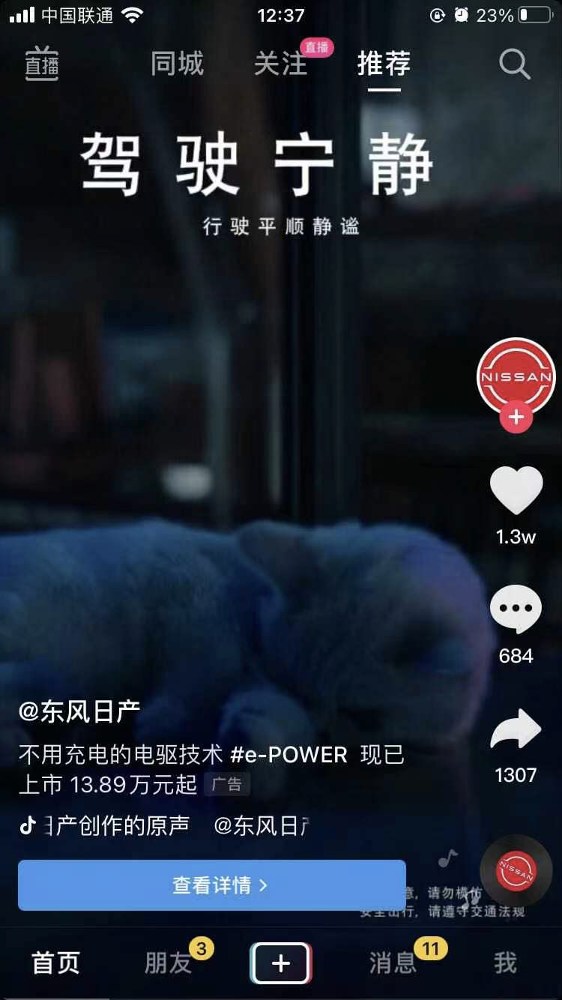 中国联通 12:37 23%
直播 同城 关注 直播 推荐
驾驶宁静
行驶平顺静谧
NISSAN
1.3w
684
@东风日产
不用充电的电驱技术 #e-POWER 现已
上市 13.89万元起 广告
1307
日产创作的原声 @东风日产
NISSAN
查看详情 >
意,请勿模仿
安全出行,请遵守交通法规
首页 朋友 3 消息 11 我